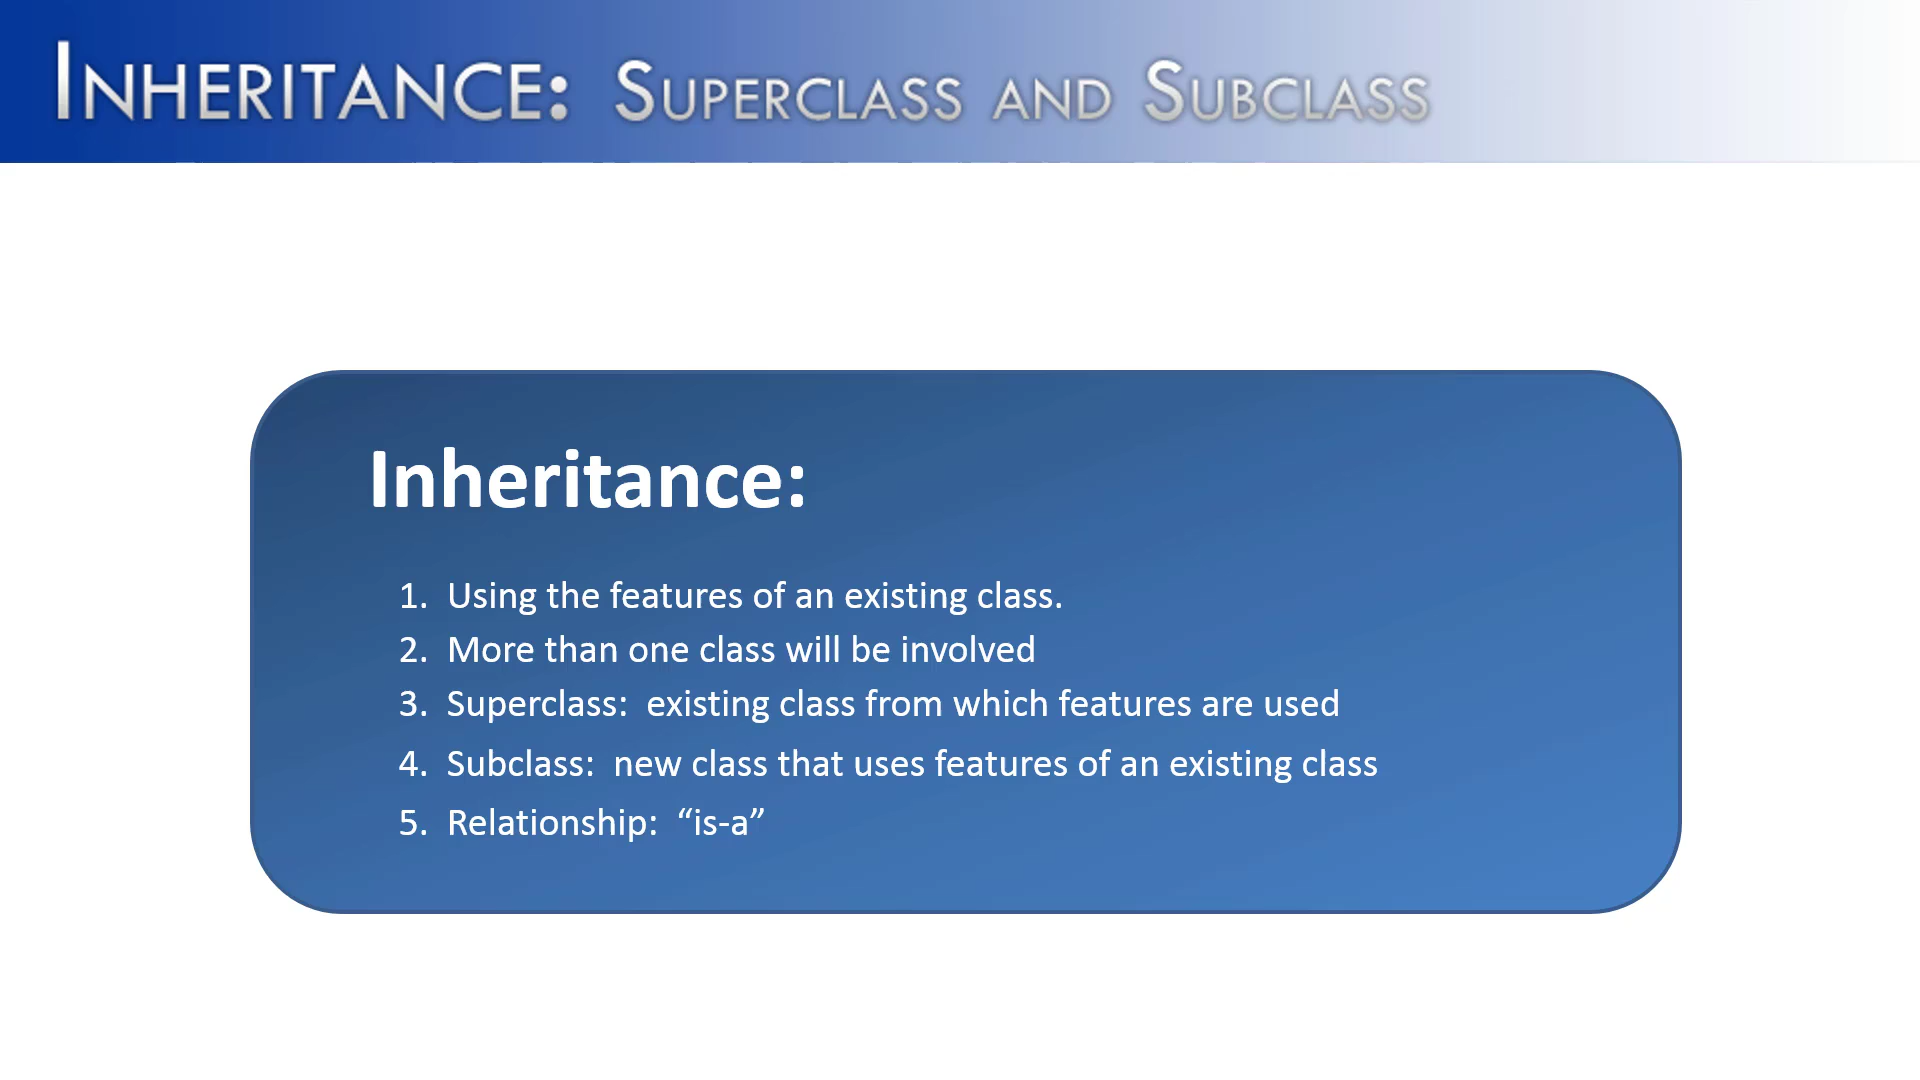 Inheritance: Superclass and Subclass
Inheritance:
1. Using the features of an existing class.
2. More than one class will be involved
3. Superclass: existing class from which features are used
4. Subclass: new class that uses features of an existing class
5. Relationship: “is-a”